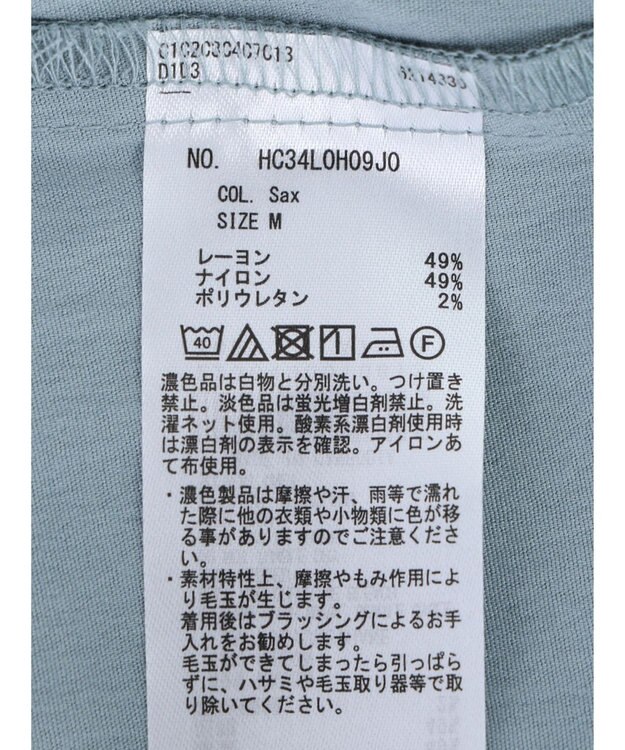 D1D3
NO. HC34L0H09J0
COL. Sax
SIZE M
レーヨン 49%
ナイロン 49%
ポリウレタン 2%
40 F
濃色品は白物と分別洗い。つけ置き
禁止。淡色品は蛍光増白剤禁止。洗
濯ネット使用。酸素系漂白剤使用時
は漂白剤の表示を確認。アイロンあ
て布使用。
・濃色製品は摩擦や汗、雨等で濡れ
た際に他の衣類や小物類に色が移
る事がありますのでご注意くださ
い。
・素材特性上、摩擦やもみ作用によ
り毛玉が生じます。
着用後はブラッシングによるお手
入れをお勧めします。
毛玉ができてしまったら引っぱら
ずに、ハサミや毛玉取り器等で取
り除いてください。